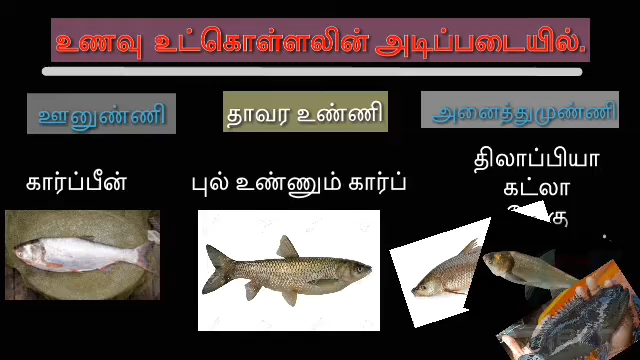 உணவு உட்கொள்ளலின் அடிப்படையில்.
ஊனுண்ணி
தாவர உண்ணி
அனைத்துமுண்ணி
கார்ப்பீன்
புல் உண்ணும் கார்ப்
திலாப்பியா
கட்லா